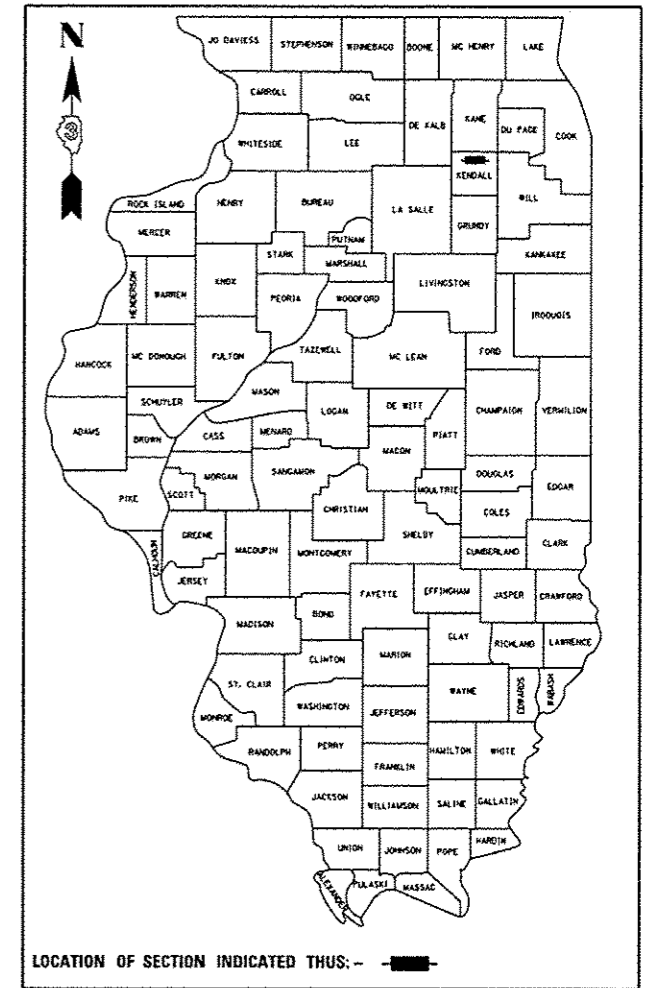 N
3
JO DAVIESS STEPHENSON WINNEBAGO BOONE MC HENRY LAKE
CARROLL OGLE DE KALB KANE DU PAGE COOK
WHITESIDE LEE KENDALL WILL
ROCK ISLAND HENRY BUREAU LA SALLE GRUNDY
MERCER PUTNAM KANKAKEE
STARK MARSHALL
HENDERSON WARREN KNOX PEORIA WOODFORD LIVINGSTON IROQUOIS
HANCOCK MC DONOUGH FULTON TAZEWELL MC LEAN FORD
SCHUYLER MASON LOGAN DE WITT CHAMPAIGN VERMILION
ADAMS BROWN CASS MENARD MACON PIATT
PIKE SCOTT MORGAN SANGAMON MOULTRIE DOUGLAS EDGAR
CHRISTIAN COLES
CALHOUN GREENE MACOUPIN MONTGOMERY SHELBY CUMBERLAND CLARK
JERSEY
FAYETTE EFFINGHAM JASPER CRAWFORD
MADISON BOND
CLINTON MARION CLAY RICHLAND LAWRENCE
ST. CLAIR WASHINGTON JEFFERSON WAYNE EDWARDS WABASH
MONROE
RANDOLPH PERRY HAMILTON WHITE
FRANKLIN
JACKSON WILLIAMSON SALINE GALLATIN
UNION JOHNSON POPE HARDIN
ALEXANDER PULASKI MASSAC
LOCATION OF SECTION INDICATED THUS: -